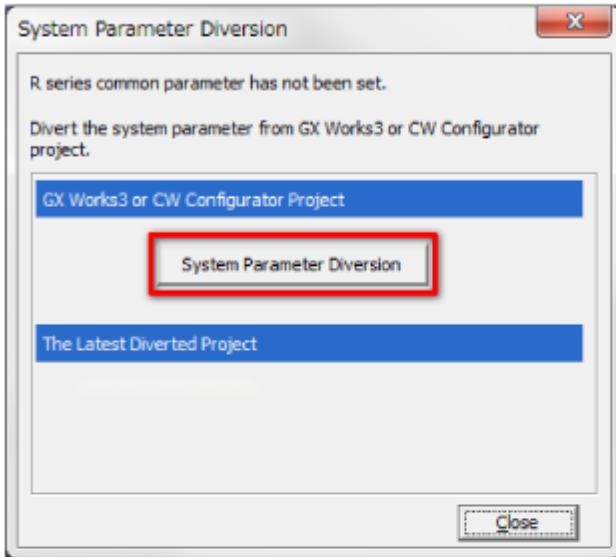 System Parameter Diversion
R series common parameter has not been set.
Divert the system parameter from GX Works3 or CW Configurator
project.
GX Works3 or CW Configurator Project
System Parameter Diversion
The Latest Diverted Project
Close